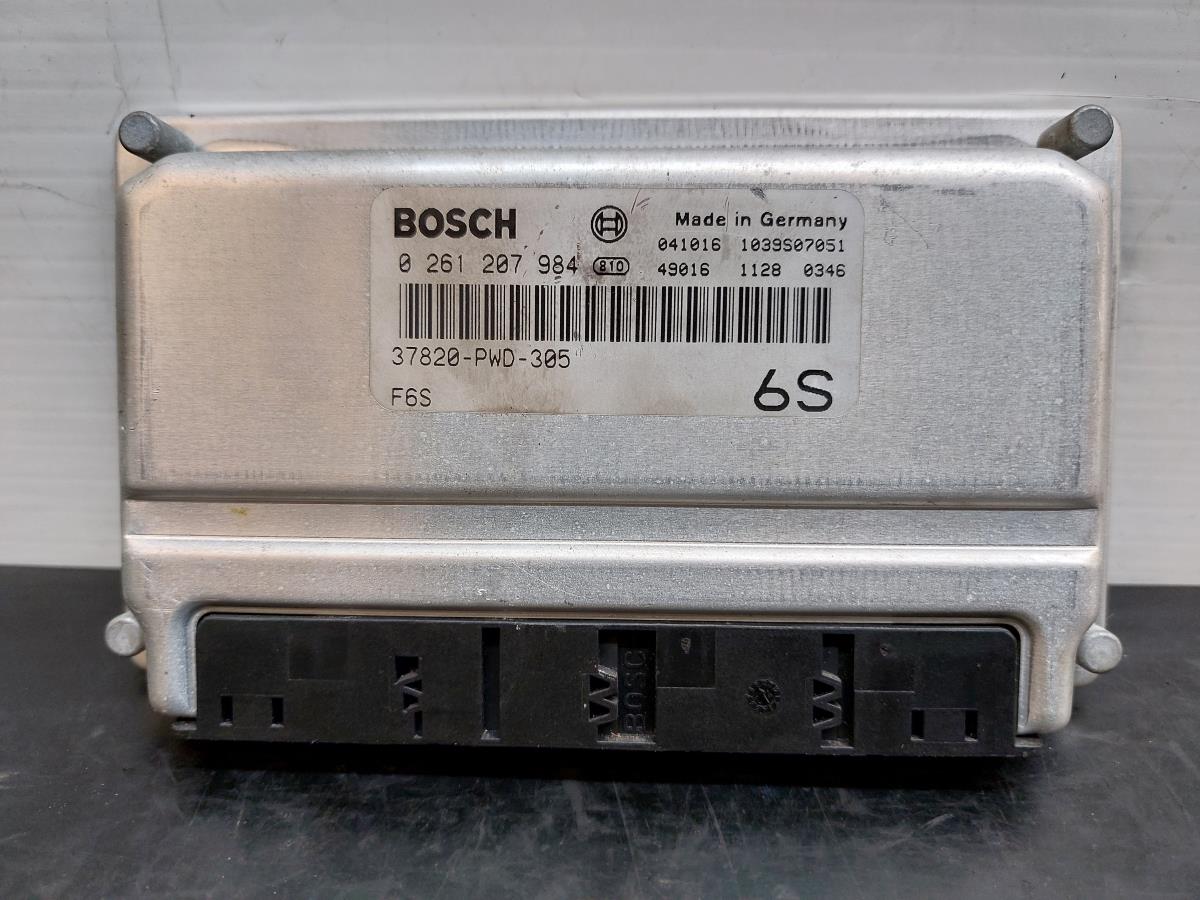 BOSCH
Made in Germany
041016 1039S07051
0 261 207 984 810 49016 1128 0346
37820-PWD-305
F6S
6S
BOSC